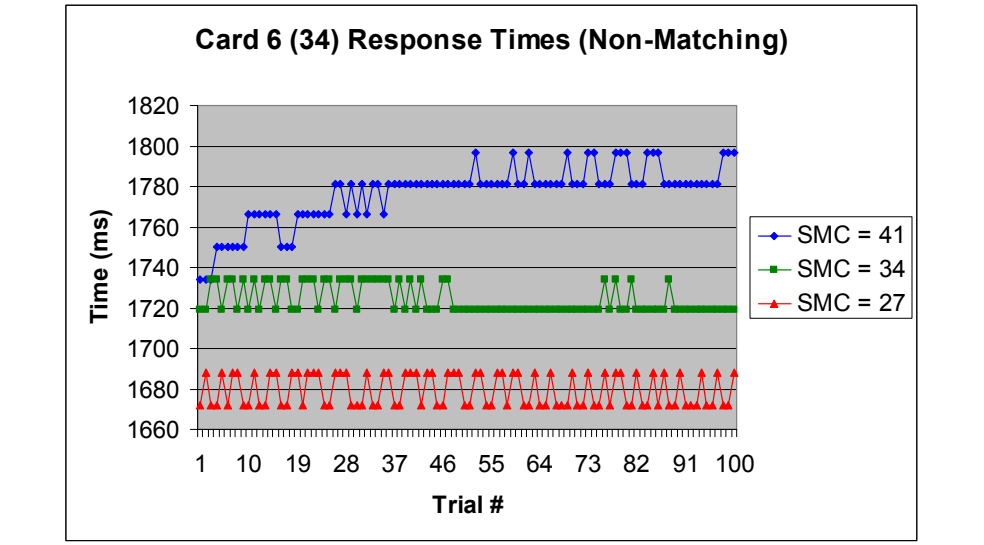 Card 6 (34) Response Times (Non-Matching)
1820
1800
1780
1760
1740
1720
1700
1680
1660
Time (ms)
1 10 19 28 37 46 55 64 73 82 91 100
Trial #
SMC = 41
SMC = 34
SMC = 27